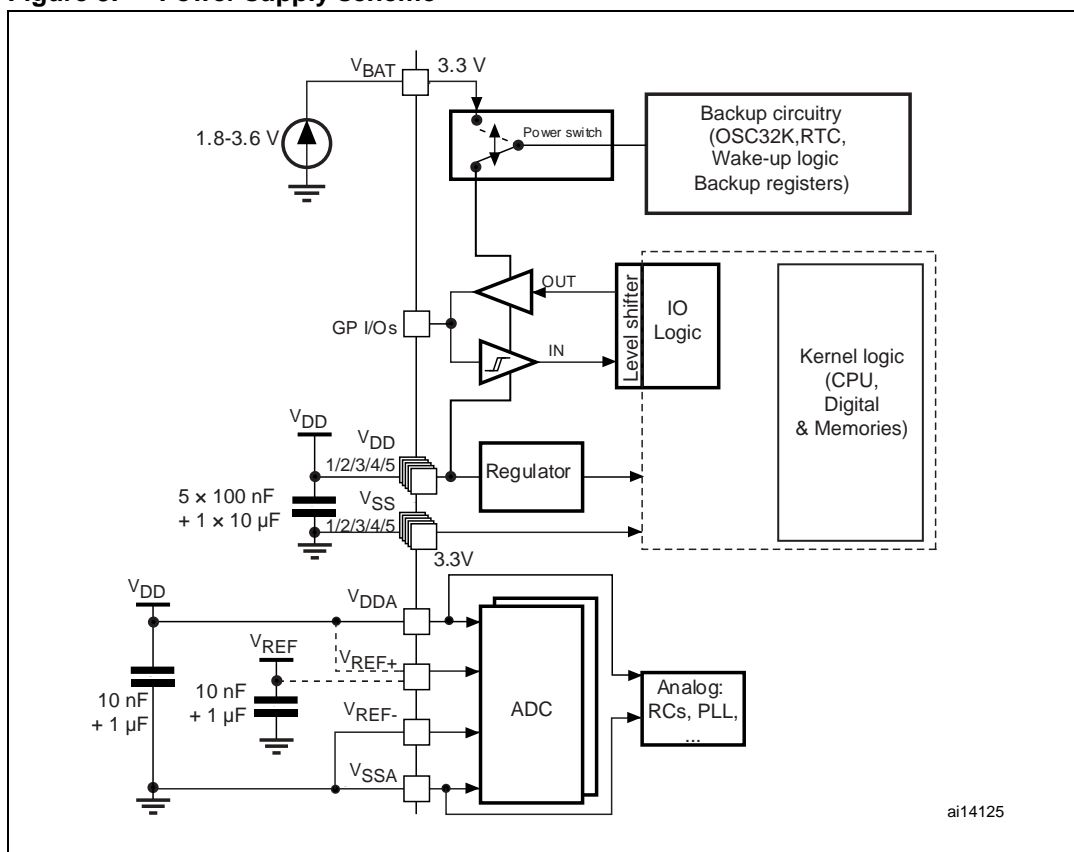 Figure 3. Power supply scheme
VBAT
3.3 V
1.8-3.6 V
Power switch
Backup circuitry
(OSC32K,RTC,
Wake-up logic
Backup registers)
OUT
GP I/Os
IN
Level shifter
IO
Logic
Kernel logic
(CPU,
Digital
& Memories)
VDD
VDD
1/2/3/4/5
Regulator
5 × 100 nF
+ 1 × 10 µF
VSS
1/2/3/4/5
3.3V
VDD
VDDA
VREF
VREF+
10 nF
+ 1 µF
10 nF
+ 1 µF
VREF-
VSSA
ADC
Analog:
RCs, PLL,
...
ai14125